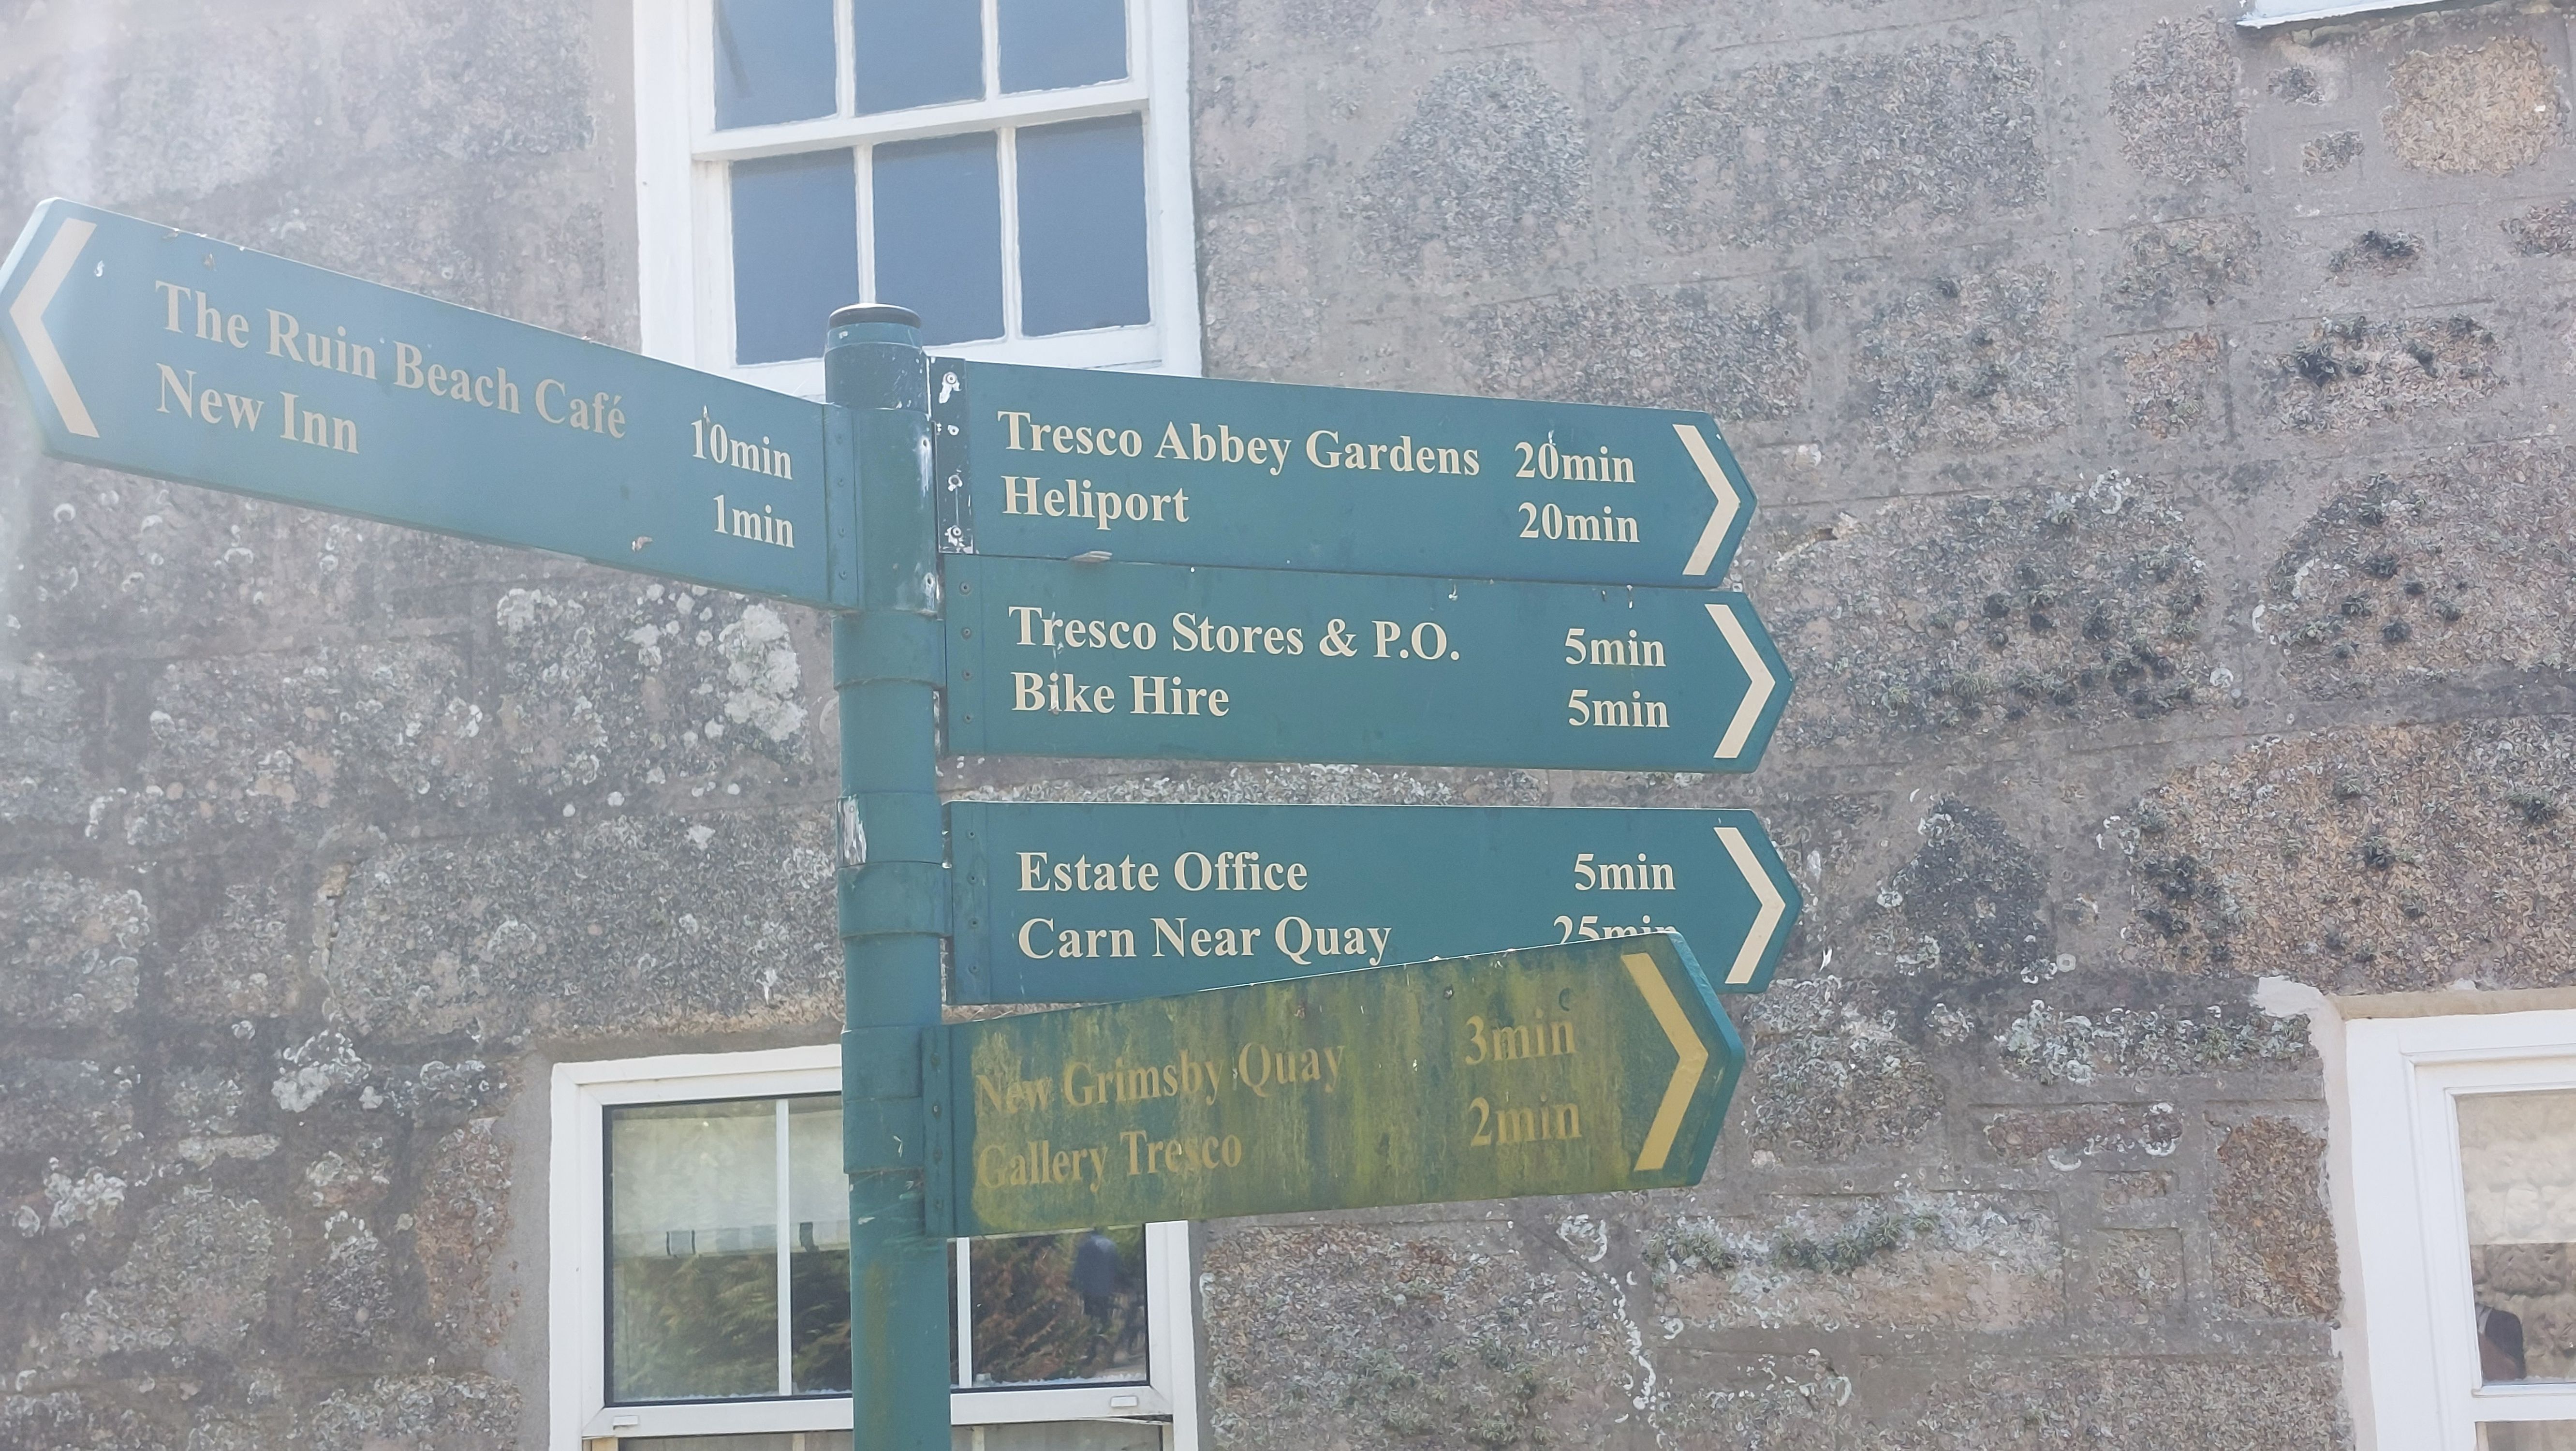 The Ruin Beach Café 10min
New Inn 1min
Tresco Abbey Gardens 20min
Heliport 20min
Tresco Stores & P.O. 5min
Bike Hire 5min
Estate Office 5min
Carn Near Quay 25min
New Grimsby Quay 3min
Gallery Tresco 2min